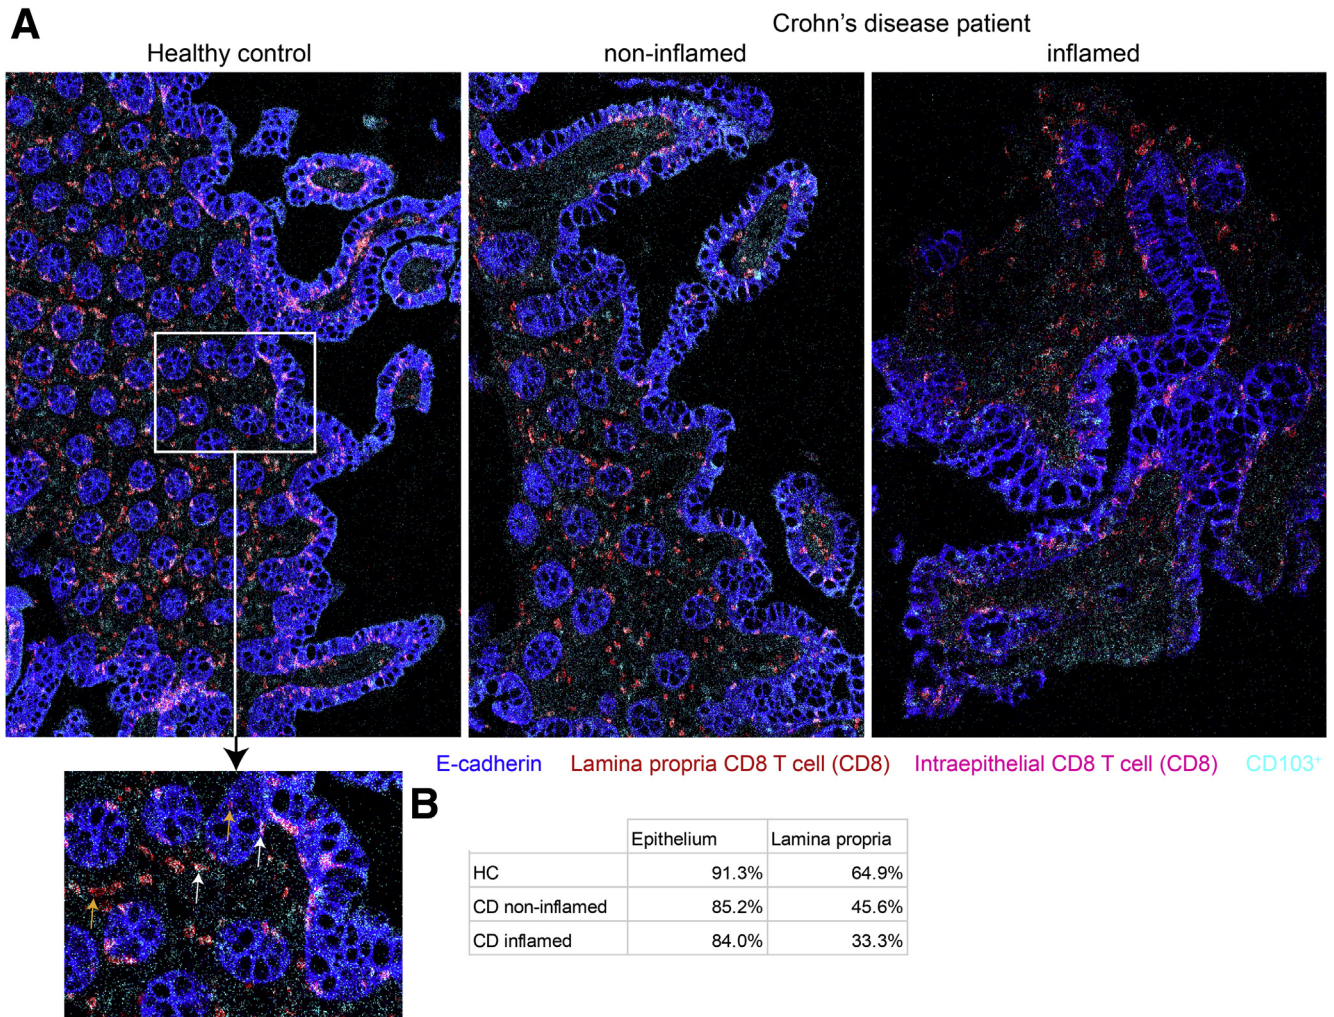 A
Crohn’s disease patient
Healthy control
non-inflamed
inflamed
E-cadherin Lamina propria CD8 T cell (CD8) Intraepithelial CD8 T cell (CD8) CD103⁺
B
Epithelium Lamina propria
HC 91.3% 64.9%
CD non-inflamed 85.2% 45.6%
CD inflamed 84.0% 33.3%